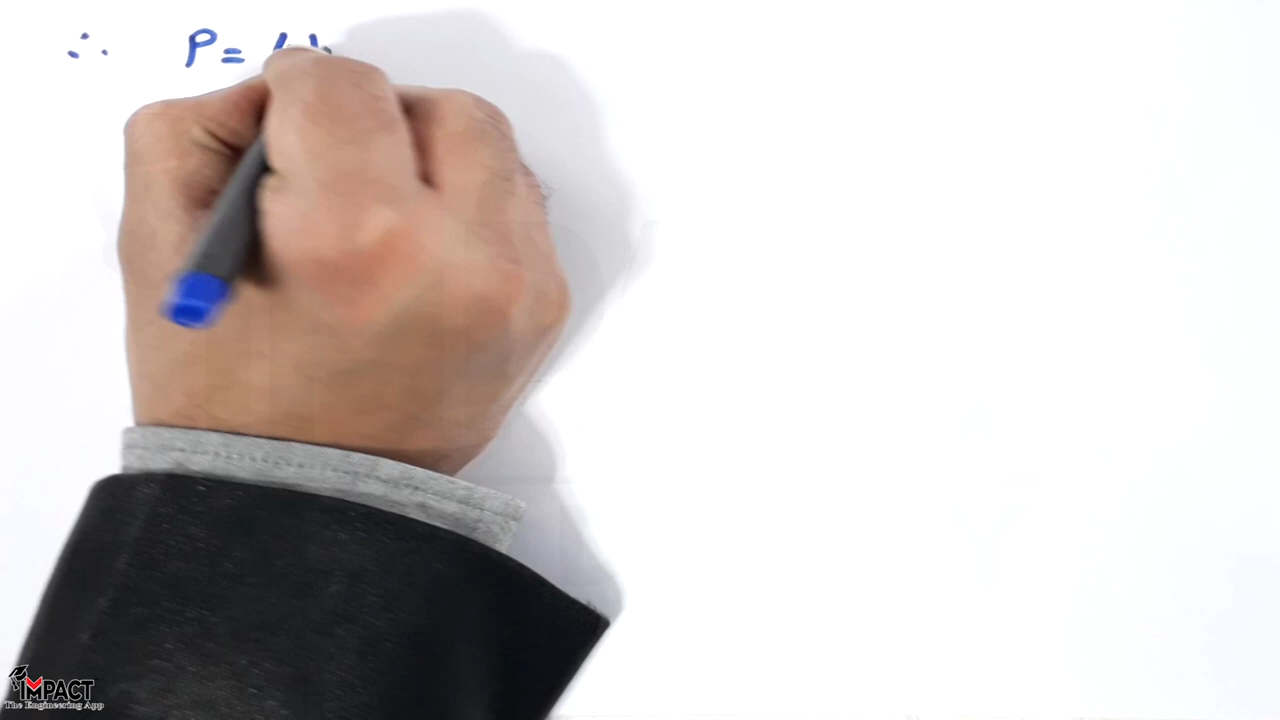 ∴ P =
IMPACT
The Engineering App